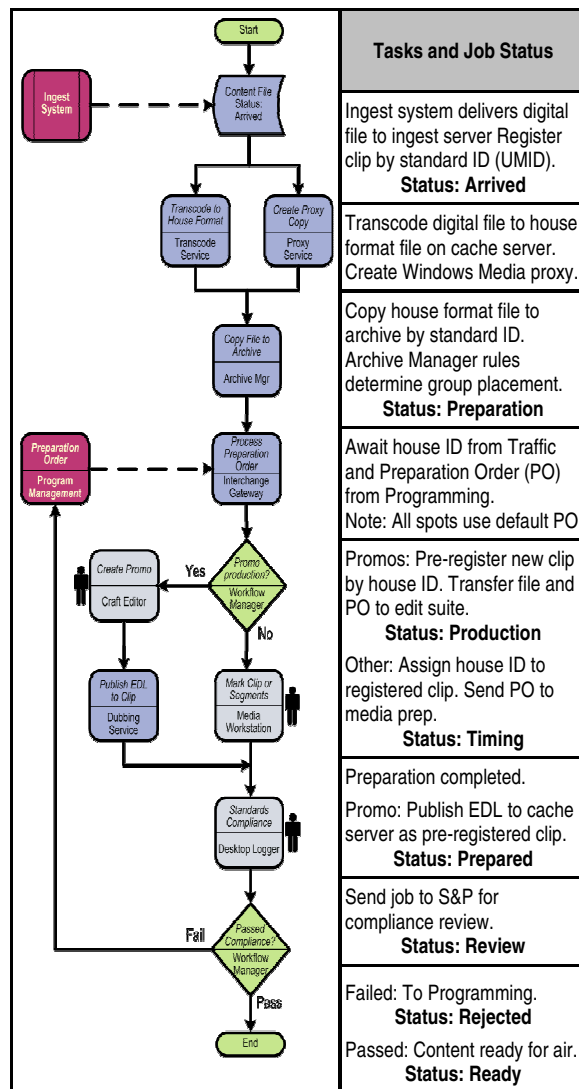 Start
Ingest
System
Content File
Status:
Arrived
Transcode to
House Format
Transcode
Service
Create Proxy
Copy
Proxy
Service
Copy File to
Archive
Archive Mgr
Preparation
Order
Program
Management
Process
Preparation
Order
Interchange
Gateway
Promo
production?
Workflow
Manager
Yes
No
Create Promo
Craft Editor
Publish EDL
to Clip
Dubbing
Service
Mark Clip or
Segments
Media
Workstation
Standards
Compliance
Desktop Logger
Passed
Compliance?
Workflow
Manager
Fail
Pass
End
Tasks and Job Status
Ingest system delivers digital
file to ingest server Register
clip by standard ID (UMID).
Status: Arrived
Transcode digital file to house
format file on cache server.
Create Windows Media proxy.
Copy house format file to
archive by standard ID.
Archive Manager rules
determine group placement.
Status: Preparation
Await house ID from Traffic
and Preparation Order (PO)
from Programming.
Note: All spots use default PO
Promos: Pre-register new clip
by house ID. Transfer file and
PO to edit suite.
Status: Production
Other: Assign house ID to
registered clip. Send PO to
media prep.
Status: Timing
Preparation completed.
Promo: Publish EDL to cache
server as pre-registered clip.
Status: Prepared
Send job to S&P for
compliance review.
Status: Review
Failed: To Programming.
Status: Rejected
Passed: Content ready for air.
Status: Ready